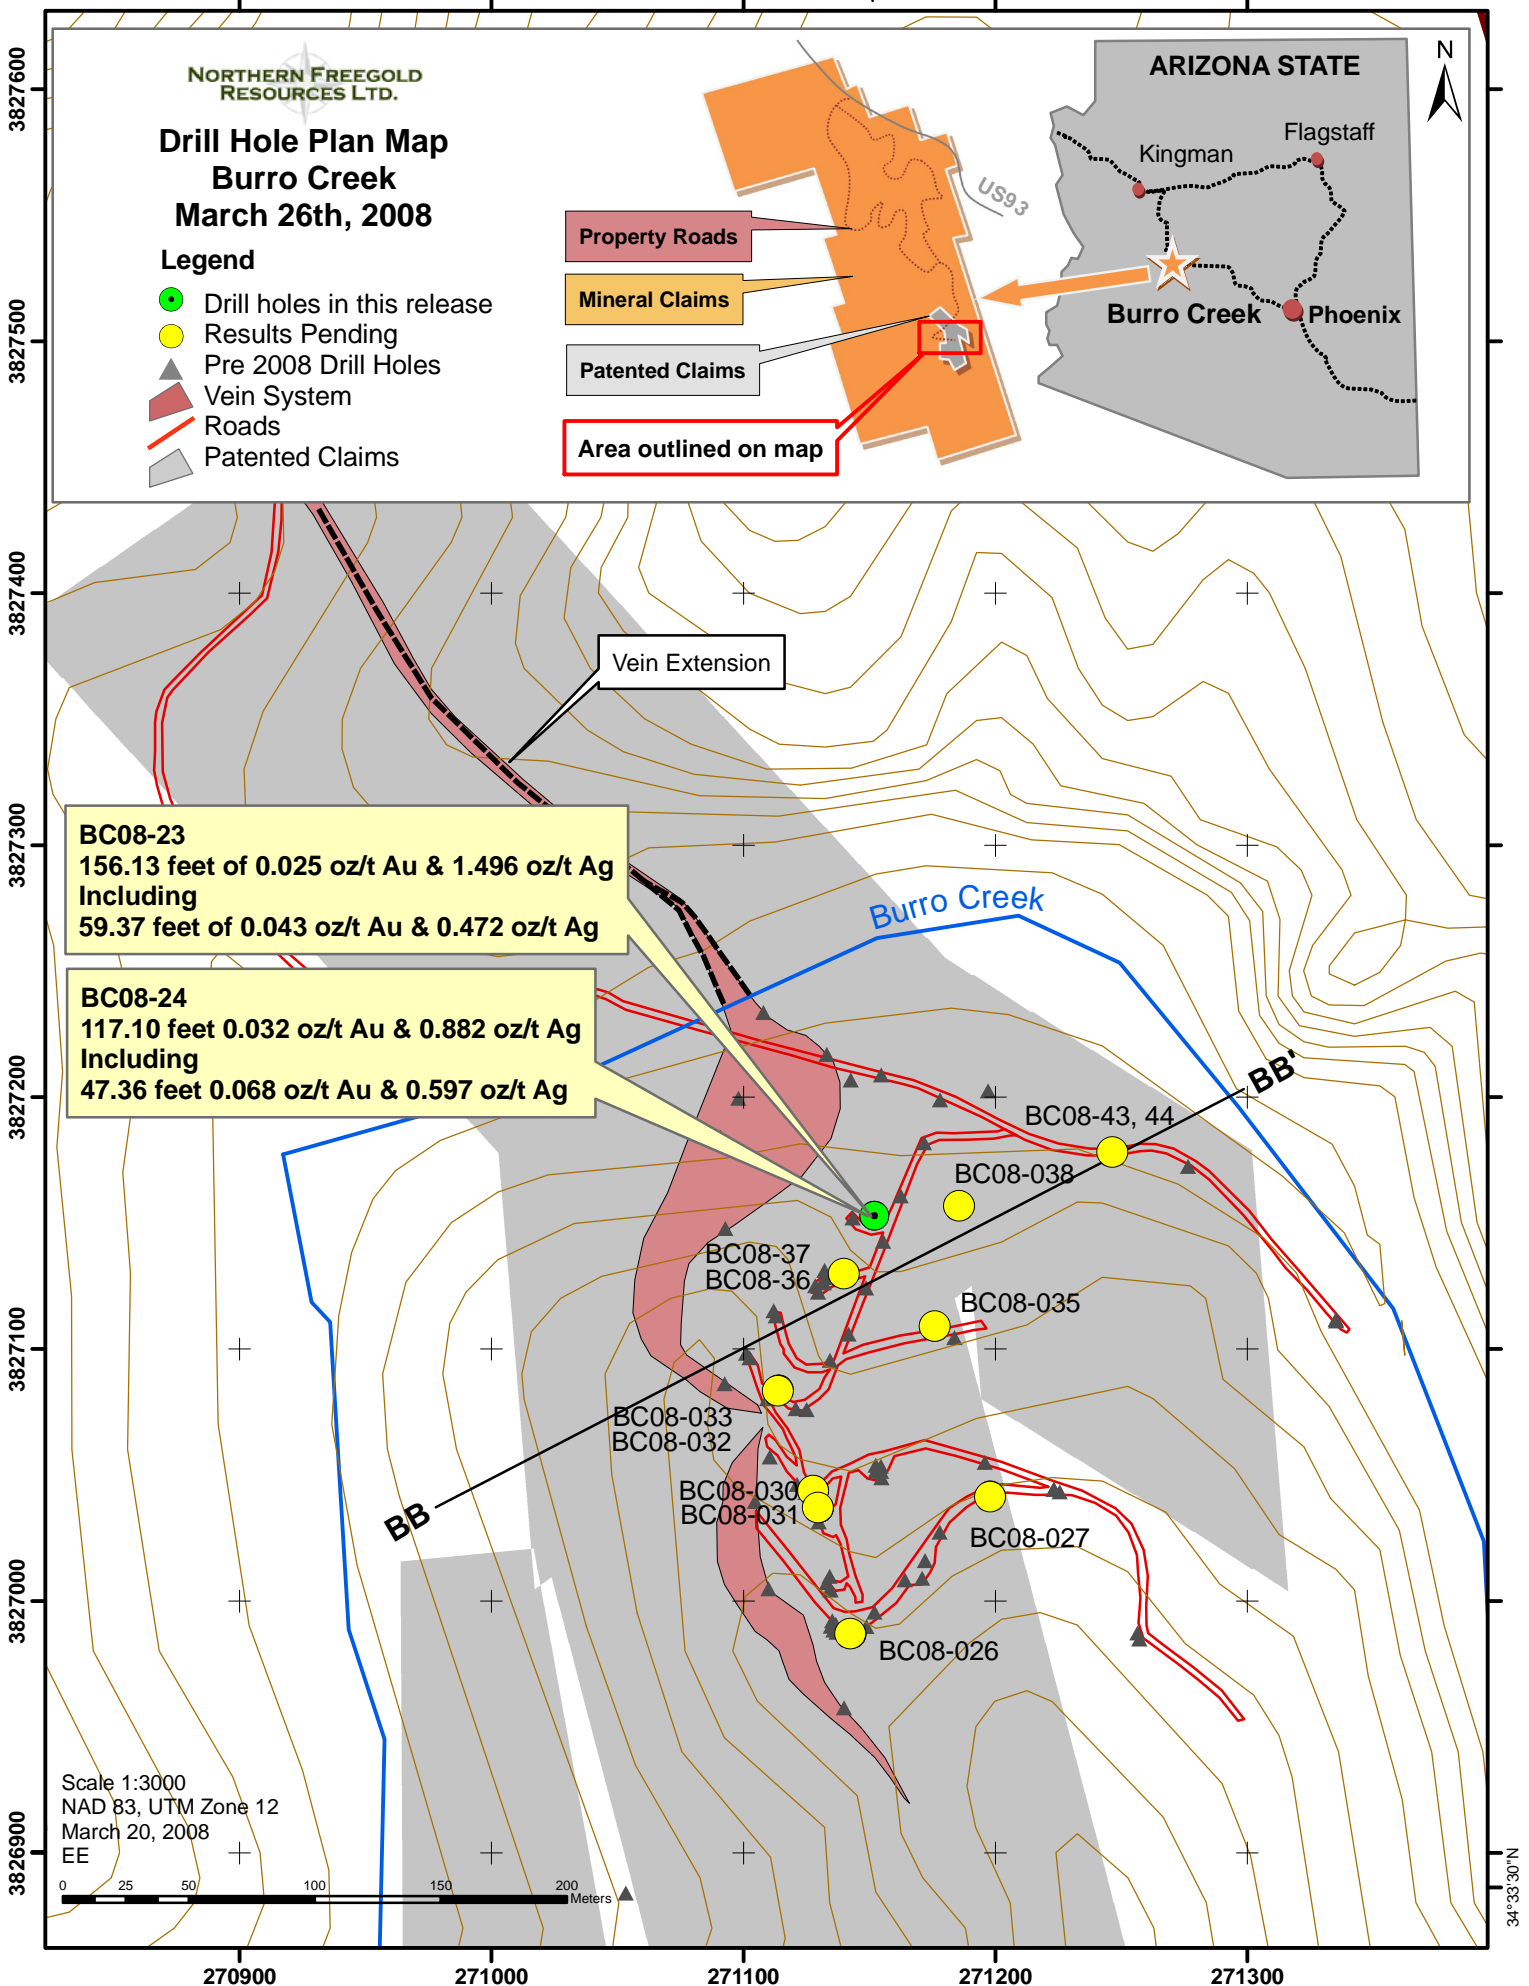 NORTHERN FREEGOLD
RESOURCES LTD.
Drill Hole Plan Map
Burro Creek
March 26th, 2008
Legend
Drill holes in this release
Results Pending
Pre 2008 Drill Holes
Vein System
Roads
Patented Claims
Property Roads
Mineral Claims
Patented Claims
Area outlined on map
US93
ARIZONA STATE
N
Flagstaff
Kingman
Burro Creek
Phoenix
Vein Extension
BC08-23
156.13 feet of 0.025 oz/t Au & 1.496 oz/t Ag
Including
59.37 feet of 0.043 oz/t Au & 0.472 oz/t Ag
BC08-24
117.10 feet 0.032 oz/t Au & 0.882 oz/t Ag
Including
47.36 feet 0.068 oz/t Au & 0.597 oz/t Ag
Burro Creek
BB'
BC08-43, 44
BC08-038
BC08-37
BC08-36
BC08-035
BC08-033
BC08-032
BC08-030
BC08-031
BB
BC08-027
BC08-026
Scale 1:3000
NAD 83, UTM Zone 12
March 20, 2008
EE
0 25 50 100 150 200
Meters
3827600
3827500
3827400
3827300
3827200
3827100
3827000
3826900
270900 271000 271100 271200 271300
34°33'30"N